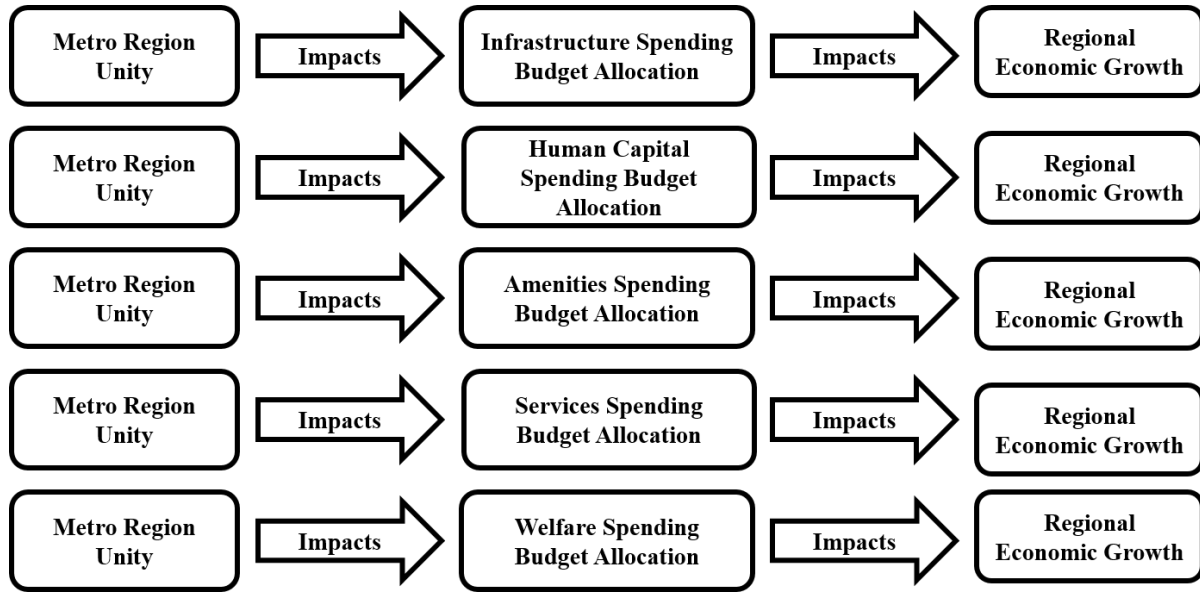 Metro Region
Unity
Impacts
Infrastructure Spending
Budget Allocation
Impacts
Regional
Economic Growth
Metro Region
Unity
Impacts
Human Capital
Spending Budget
Allocation
Impacts
Regional
Economic Growth
Metro Region
Unity
Impacts
Amenities Spending
Budget Allocation
Impacts
Regional
Economic Growth
Metro Region
Unity
Impacts
Services Spending
Budget Allocation
Impacts
Regional
Economic Growth
Metro Region
Unity
Impacts
Welfare Spending
Budget Allocation
Impacts
Regional
Economic Growth